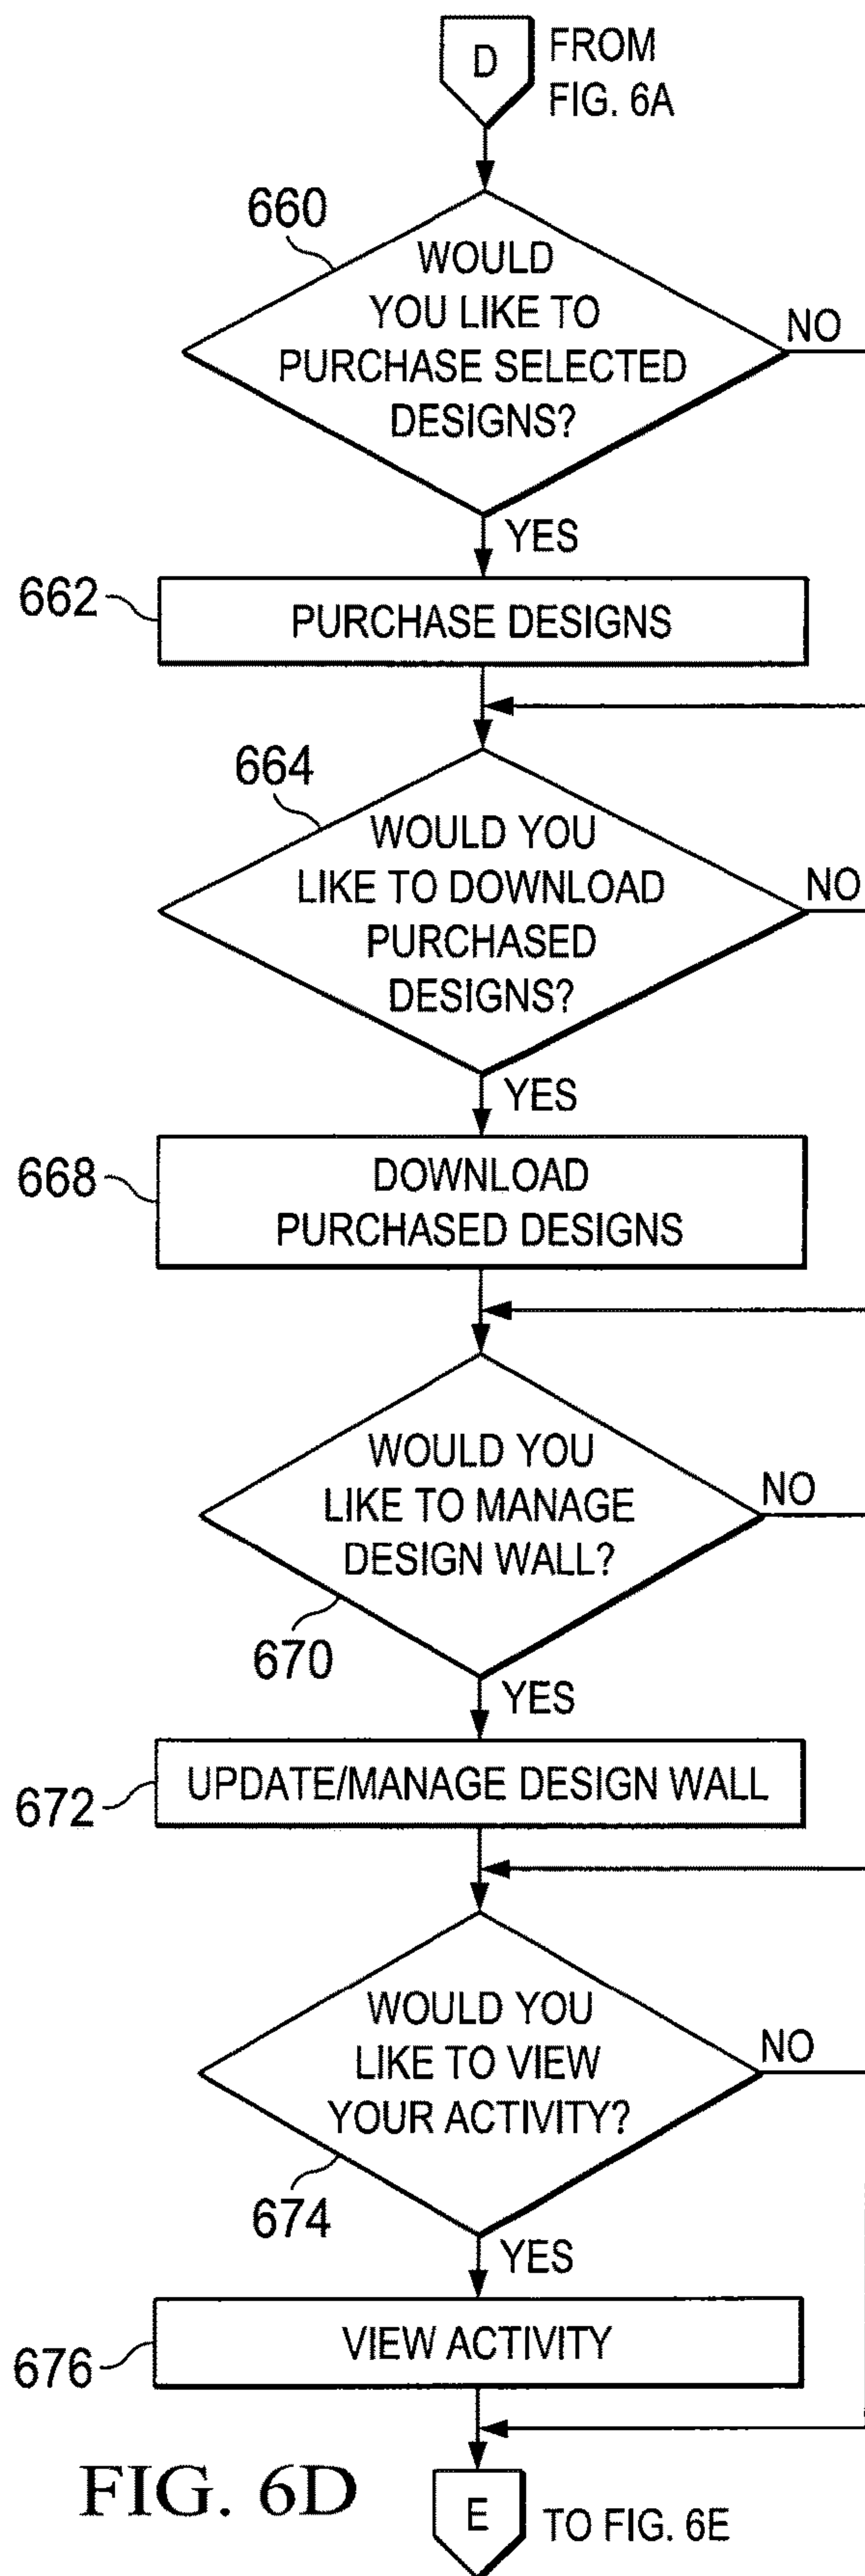 D
FROM
FIG. 6A
660
WOULD
YOU LIKE TO
PURCHASE SELECTED
DESIGNS?
NO
YES
662
PURCHASE DESIGNS
664
WOULD YOU
LIKE TO DOWNLOAD
PURCHASED
DESIGNS?
NO
YES
668
DOWNLOAD
PURCHASED DESIGNS
WOULD YOU
LIKE TO MANAGE
DESIGN WALL?
NO
670
YES
672
UPDATE/MANAGE DESIGN WALL
WOULD YOU
LIKE TO VIEW
YOUR ACTIVITY?
NO
674
YES
676
VIEW ACTIVITY
FIG. 6D
E
TO FIG. 6E